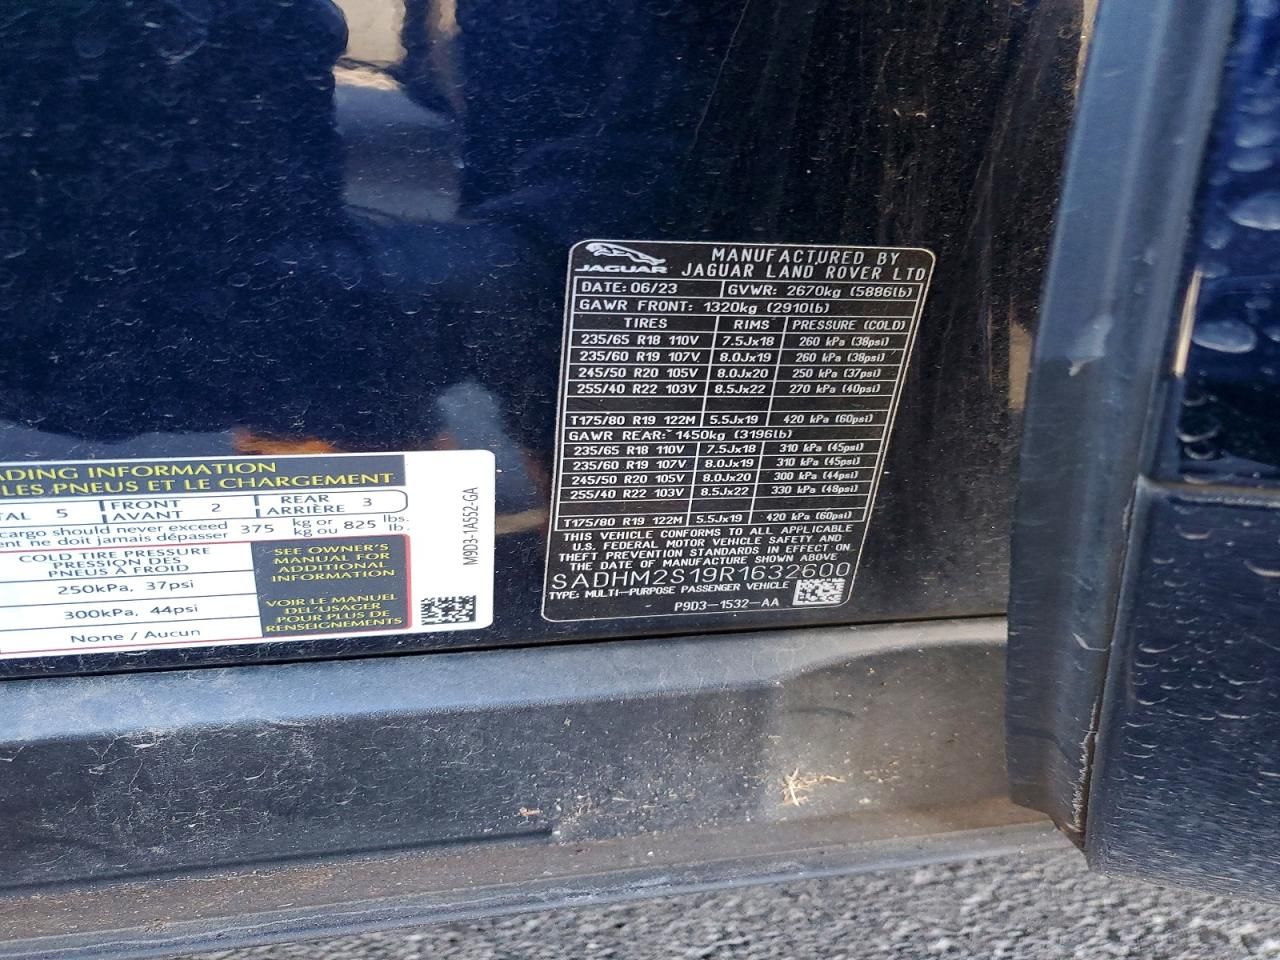 JAGUAR
MANUFACTURED BY
JAGUAR LAND ROVER LTD
DATE: 06/23 GVWR: 2670kg (5886lb)
GAWR FRONT: 1320kg (2910lb)
TIRES RIMS PRESSURE (COLD)
235/65 R18 110V 7.5Jx18 260 kPa (38psi)
235/60 R19 107V 8.0Jx19 260 kPa (38psi)
245/50 R20 105V 8.0Jx20 250 kPa (37psi)
255/40 R22 103V 8.5Jx22 270 kPa (40psi)
T175/80 R19 122M 5.5Jx19 420 kPa (60psi)
GAWR REAR: 1450kg (3196lb)
235/65 R18 110V 7.5Jx18 310 kPa (45psi)
235/60 R19 107V 8.0Jx19 310 kPa (45psi)
245/50 R20 105V 8.0Jx20 300 kPa (44psi)
255/40 R22 103V 8.5Jx22 330 kPa (48psi)
T175/80 R19 122M 5.5Jx19 420 kPa (60psi)
THIS VEHICLE CONFORMS TO ALL APPLICABLE
U.S. FEDERAL MOTOR VEHICLE SAFETY AND
THEFT PREVENTION STANDARDS IN EFFECT ON
THE DATE OF MANUFACTURE SHOWN ABOVE
SADHM2S19R1632600
TYPE: MULTI-PURPOSE PASSENGER VEHICLE
P9D3-1532-AA
ADING INFORMATION
LES PNEUS ET LE CHARGEMENT
TAL 5 FRONT AVANT 2 REAR ARRIÈRE 3
cargo should never exceed 375 kg or 825 lbs.
ent ne doit jamais dépasser kg ou lb.
COLD TIRE PRESSURE
PRESSION DES
PNEUS À FROID
250kPa, 37psi
300kPa, 44psi
None / Aucun
SEE OWNER'S
MANUAL FOR
ADDITIONAL
INFORMATION
VOIR LE MANUEL
DEL'USAGER
POUR PLUS DE
RENSEIGNEMENTS
M9D3-1A552-GA